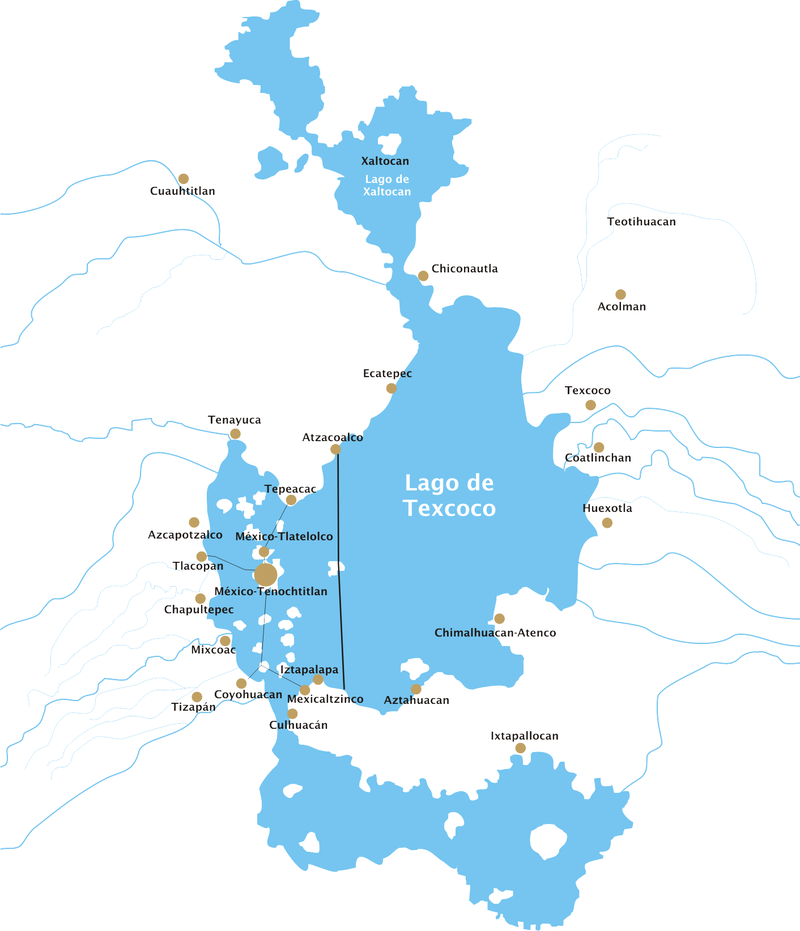 Xaltocan
Lago de
Xaltocan
Cuauhtitlan
Teotihuacan
Chiconautla
Acolman
Ecatepec
Texcoco
Tenayuca
Atzacoalco
Coatlinchan
Lago de
Texcoco
Tepeacac
Huexotla
Azcapotzalco
México-Tlatelolco
Tlacopan
México-Tenochtitlan
Chapultepec
Chimalhuacan-Atenco
Mixcoac
Iztapalapa
Coyohuacan
Mexicaltzinco
Aztahuacan
Tizapán
Culhuacán
Ixtapallocan